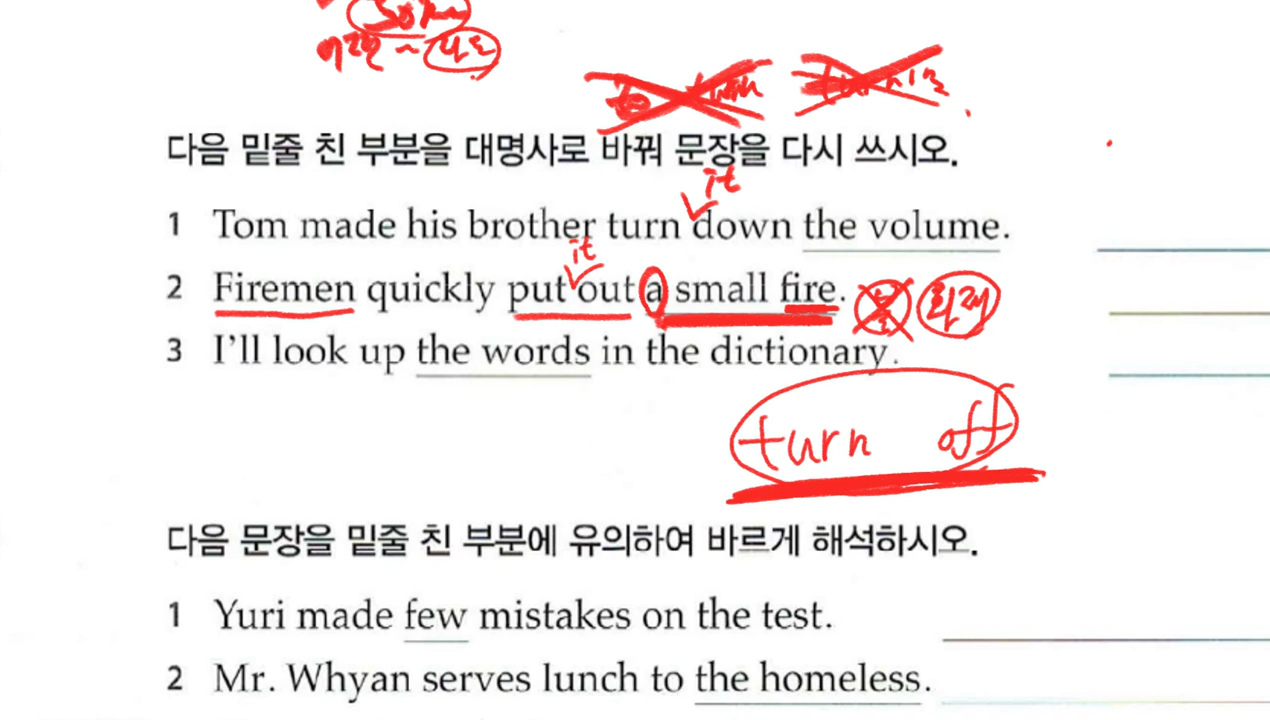 다음 밑줄 친 부분을 대명사로 바꿔 문장을 다시 쓰시오.
it
1 Tom made his brother turn down the volume.
it
2 Firemen quickly put out a small fire. 불 화재
3 I'll look up the words in the dictionary.
turn off
다음 문장을 밑줄 친 부분에 유의하여 바르게 해석하시오.
1 Yuri made few mistakes on the test.
2 Mr. Whyan serves lunch to the homeless.